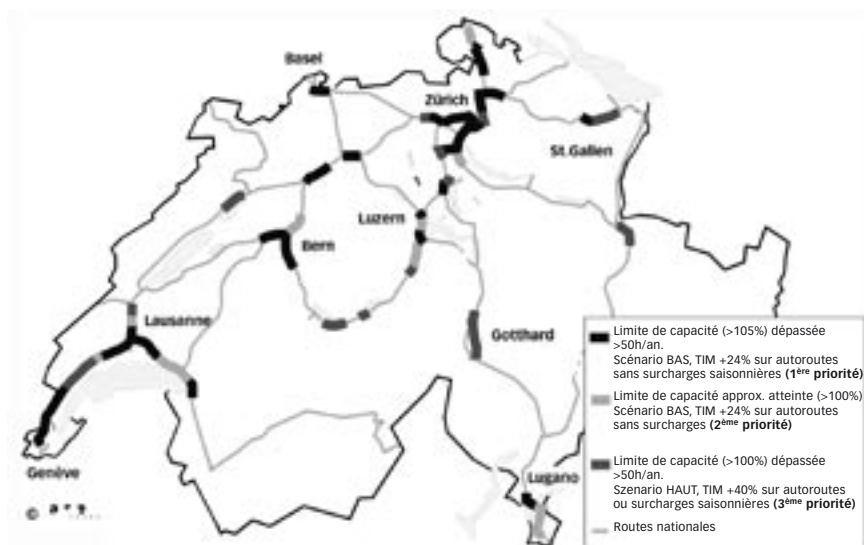 Basel
Zürich
St.Gallen
Luzern
Bern
Lausanne
Gotthard
Genève
Lugano
©
Limite de capacité (>105%) dépassée
>50h/an.
Scénario BAS, TIM +24% sur autoroutes
sans surcharges saisonnières (1ère priorité)
Limite de capacité approx. atteinte (>100%)
Scénario BAS, TIM +24% sur autoroutes
sans surcharges (2ème priorité)
Limite de capacité (>100%) dépassée
>50h/an.
Szenario HAUT, TIM +40% sur autoroutes
ou surcharges saisonnières (3ème priorité)
Routes nationales